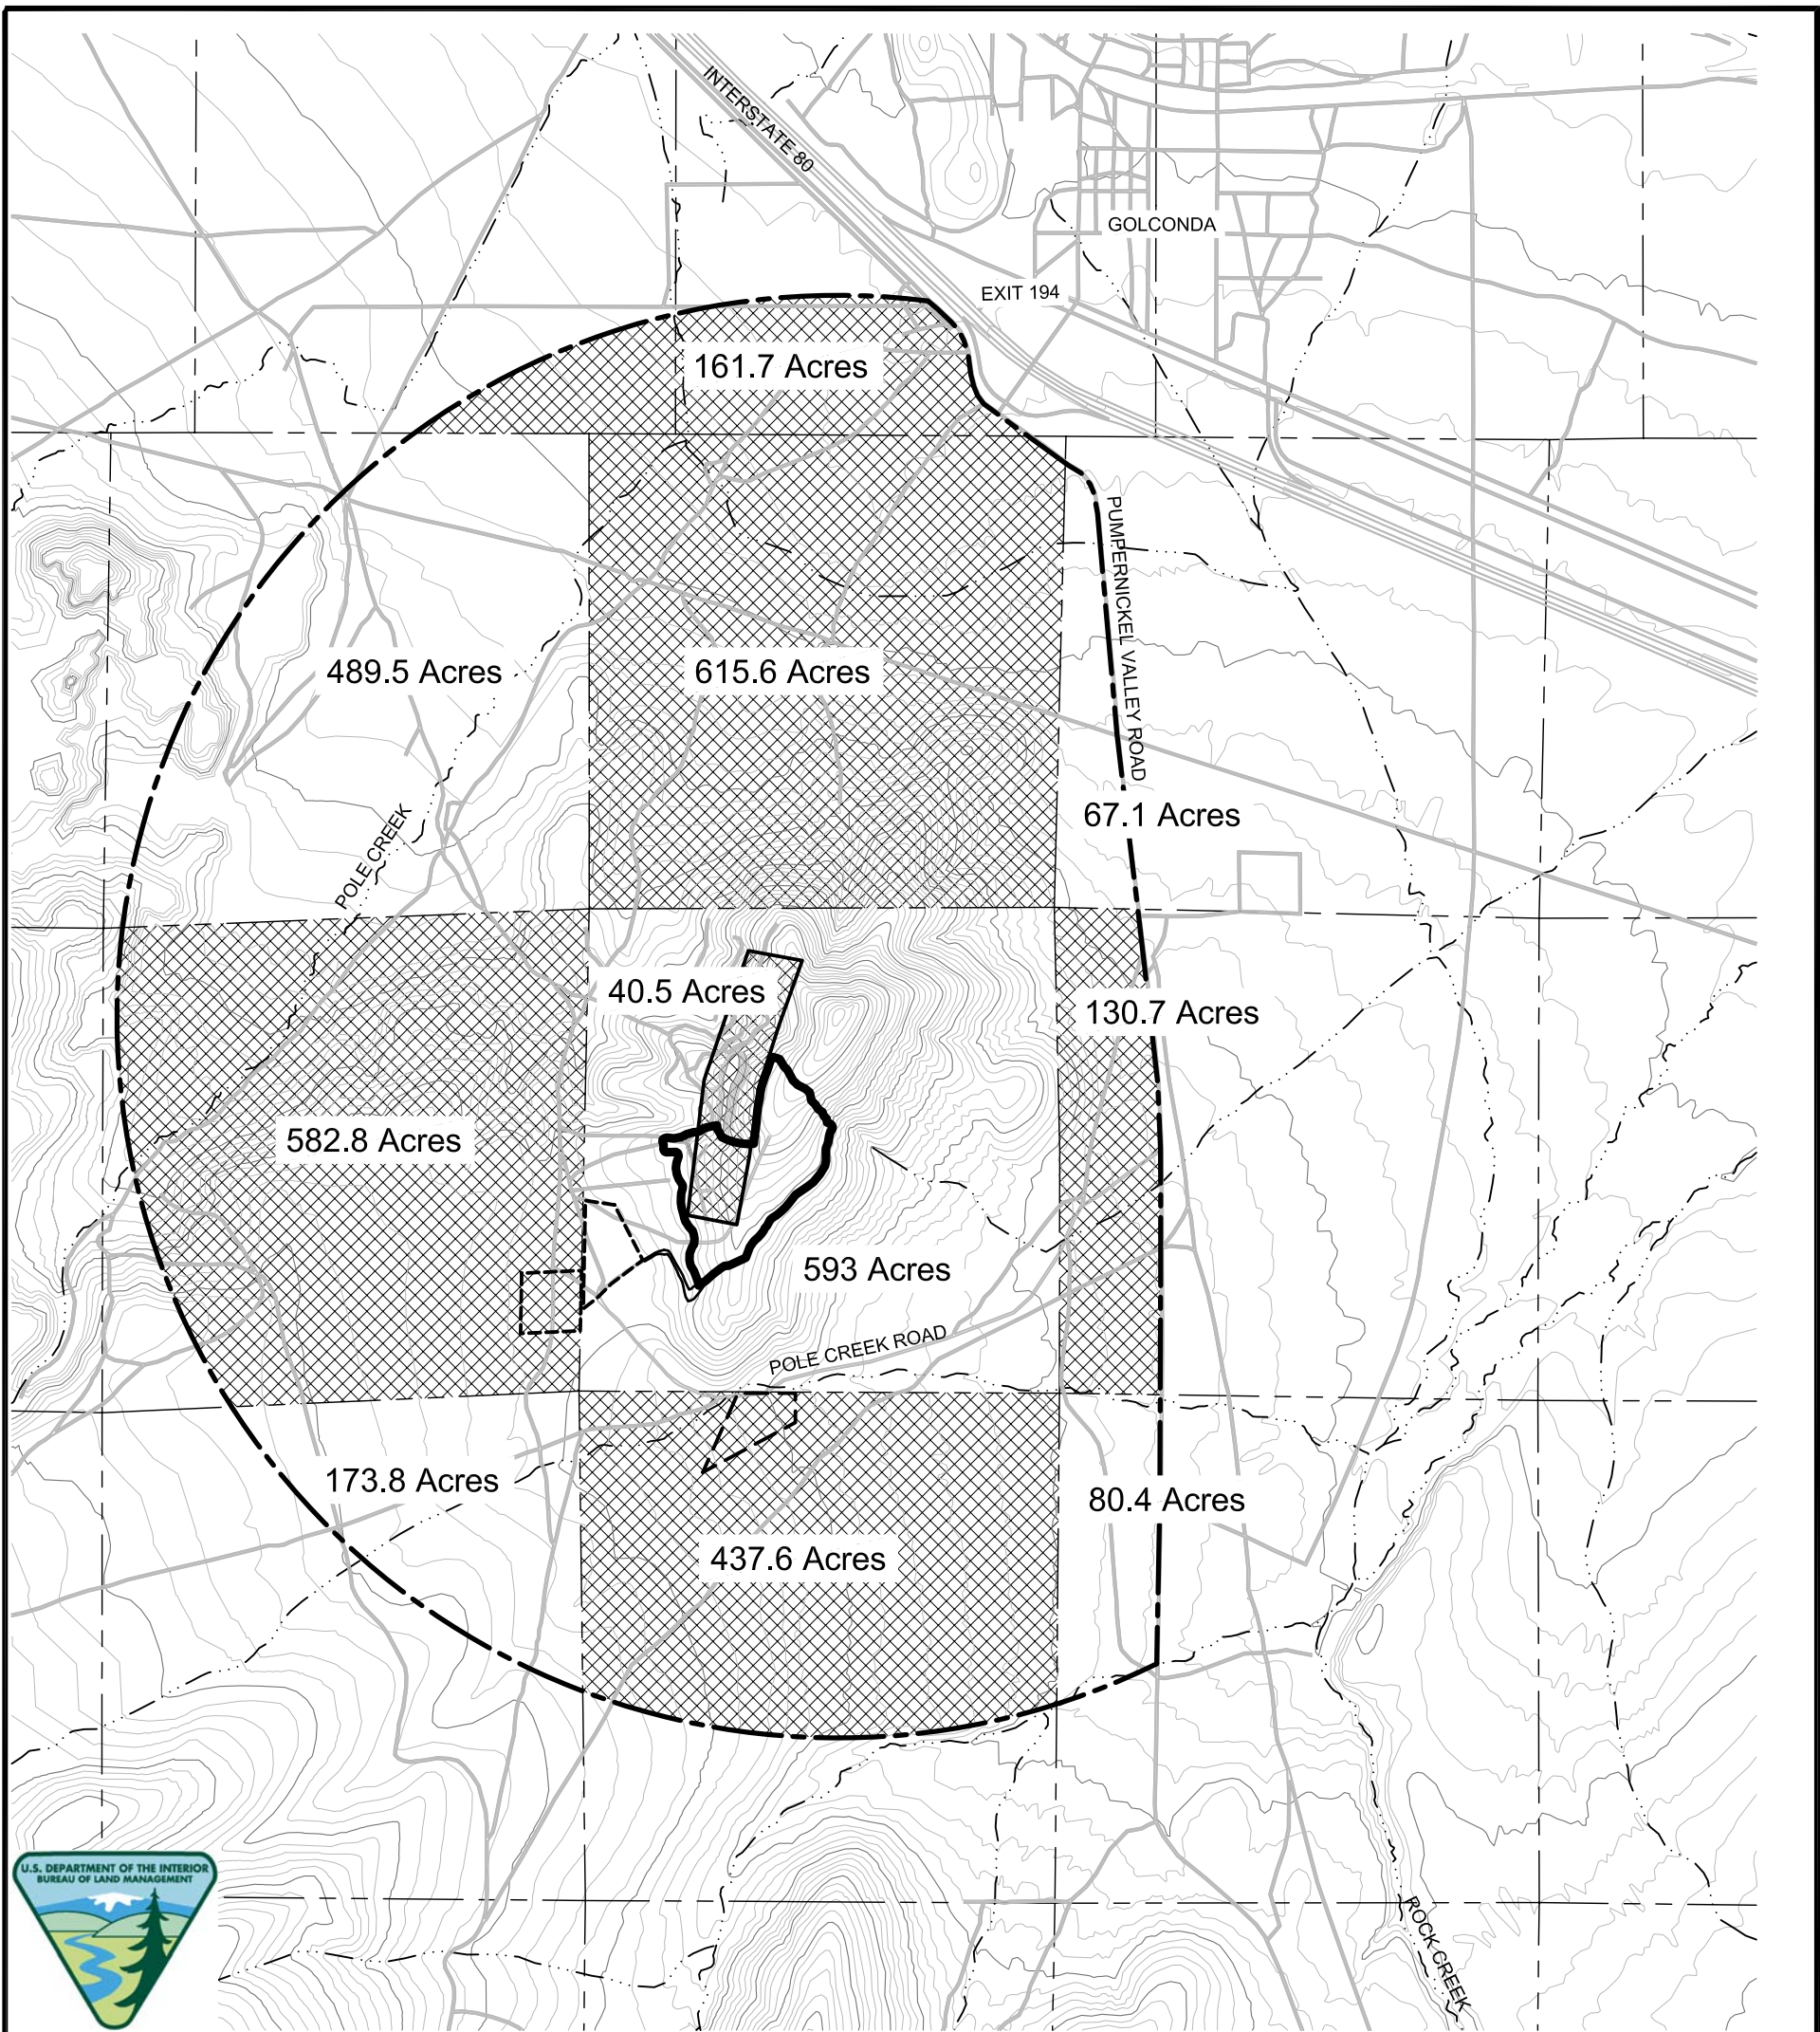 INTERSTATE 80
GOLCONDA
EXIT 194
161.7 Acres
PUMPERNICKEL VALLEY ROAD
489.5 Acres
615.6 Acres
67.1 Acres
POLE CREEK
40.5 Acres
130.7 Acres
582.8 Acres
593 Acres
POLE CREEK ROAD
173.8 Acres
80.4 Acres
437.6 Acres
U.S. DEPARTMENT OF THE INTERIOR
BUREAU OF LAND MANAGEMENT
ROCK CREEK